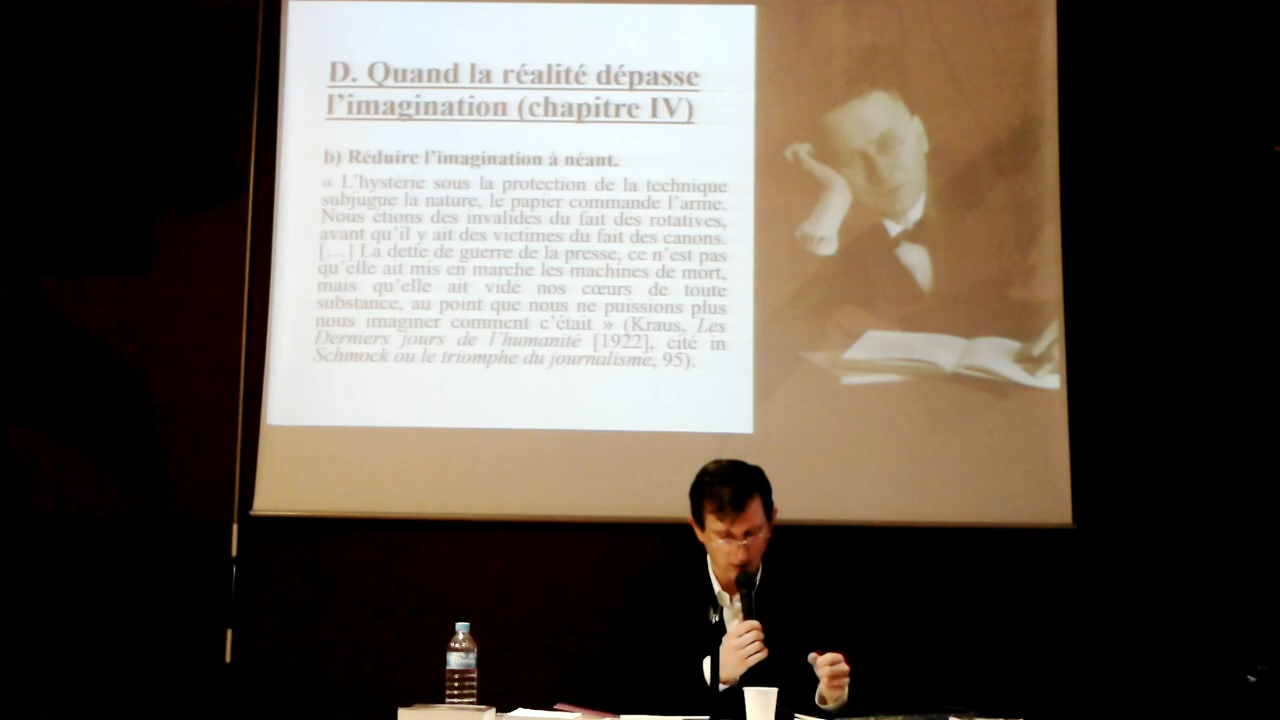 D. Quand la réalité dépasse
l'imagination (chapitre IV)
b) Réduire l'imagination à néant.
« L'hystérie sous la protection de la technique
subjugue la nature, le papier commande l'arme.
Nous étions des invalides du fait des rotatives,
avant qu'il y ait des victimes du fait des canons.
[…] La dette de guerre de la presse, ce n'est pas
qu'elle ait mis en marche les machines de mort,
mais qu'elle ait vidé nos cœurs de toute
substance, au point que nous ne puissions plus
nous imaginer comment c'était » (Kraus, Les
Derniers jours de l'humanité [1922], cité in
Schmock ou le triomphe du journalisme, 95).